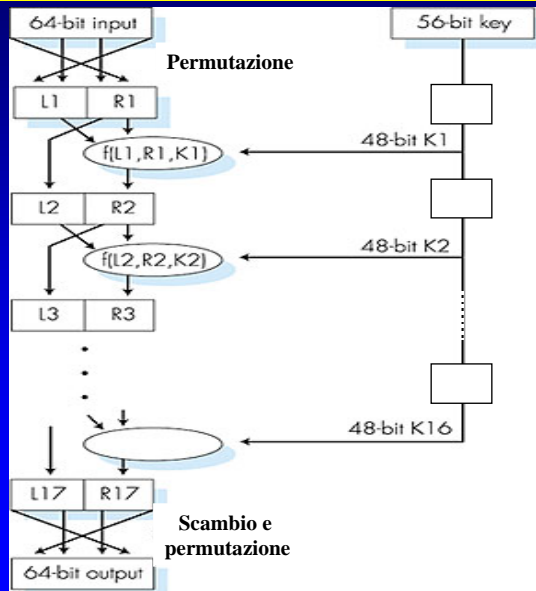 64-bit input
56-bit key
Permutazione
L1 R1
f(L1,R1,K1)
48-bit K1
L2 R2
f(L2,R2,K2)
48-bit K2
L3 R3
48-bit K16
L17 R17
Scambio e
permutazione
64-bit output